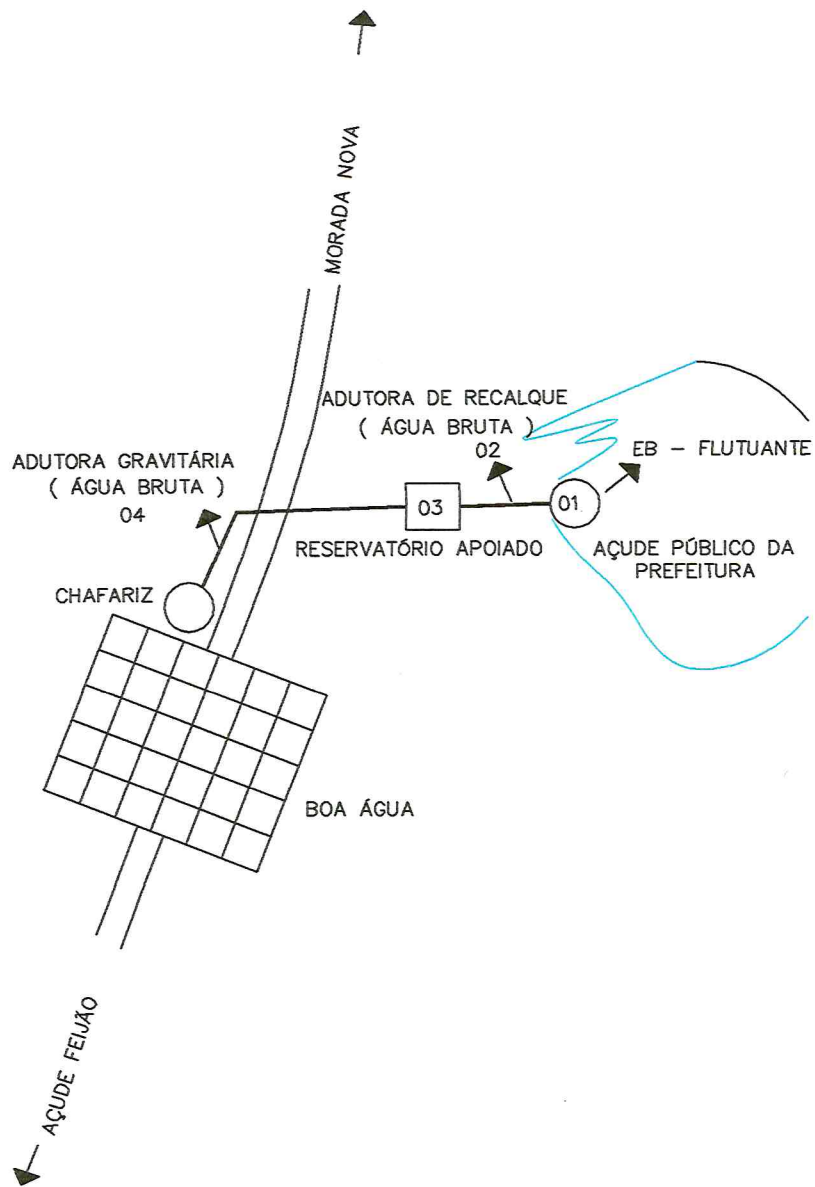 MORADA NOVA
ADUTORA DE RECALQUE
( ÁGUA BRUTA )
02
EB - FLUTUANTE
ADUTORA GRAVITÁRIA
( ÁGUA BRUTA )
04
03
01
RESERVATÓRIO APOIADO
AÇUDE PÚBLICO DA
PREFEITURA
CHAFARIZ
BOA ÁGUA
AÇUDE FEIJÃO